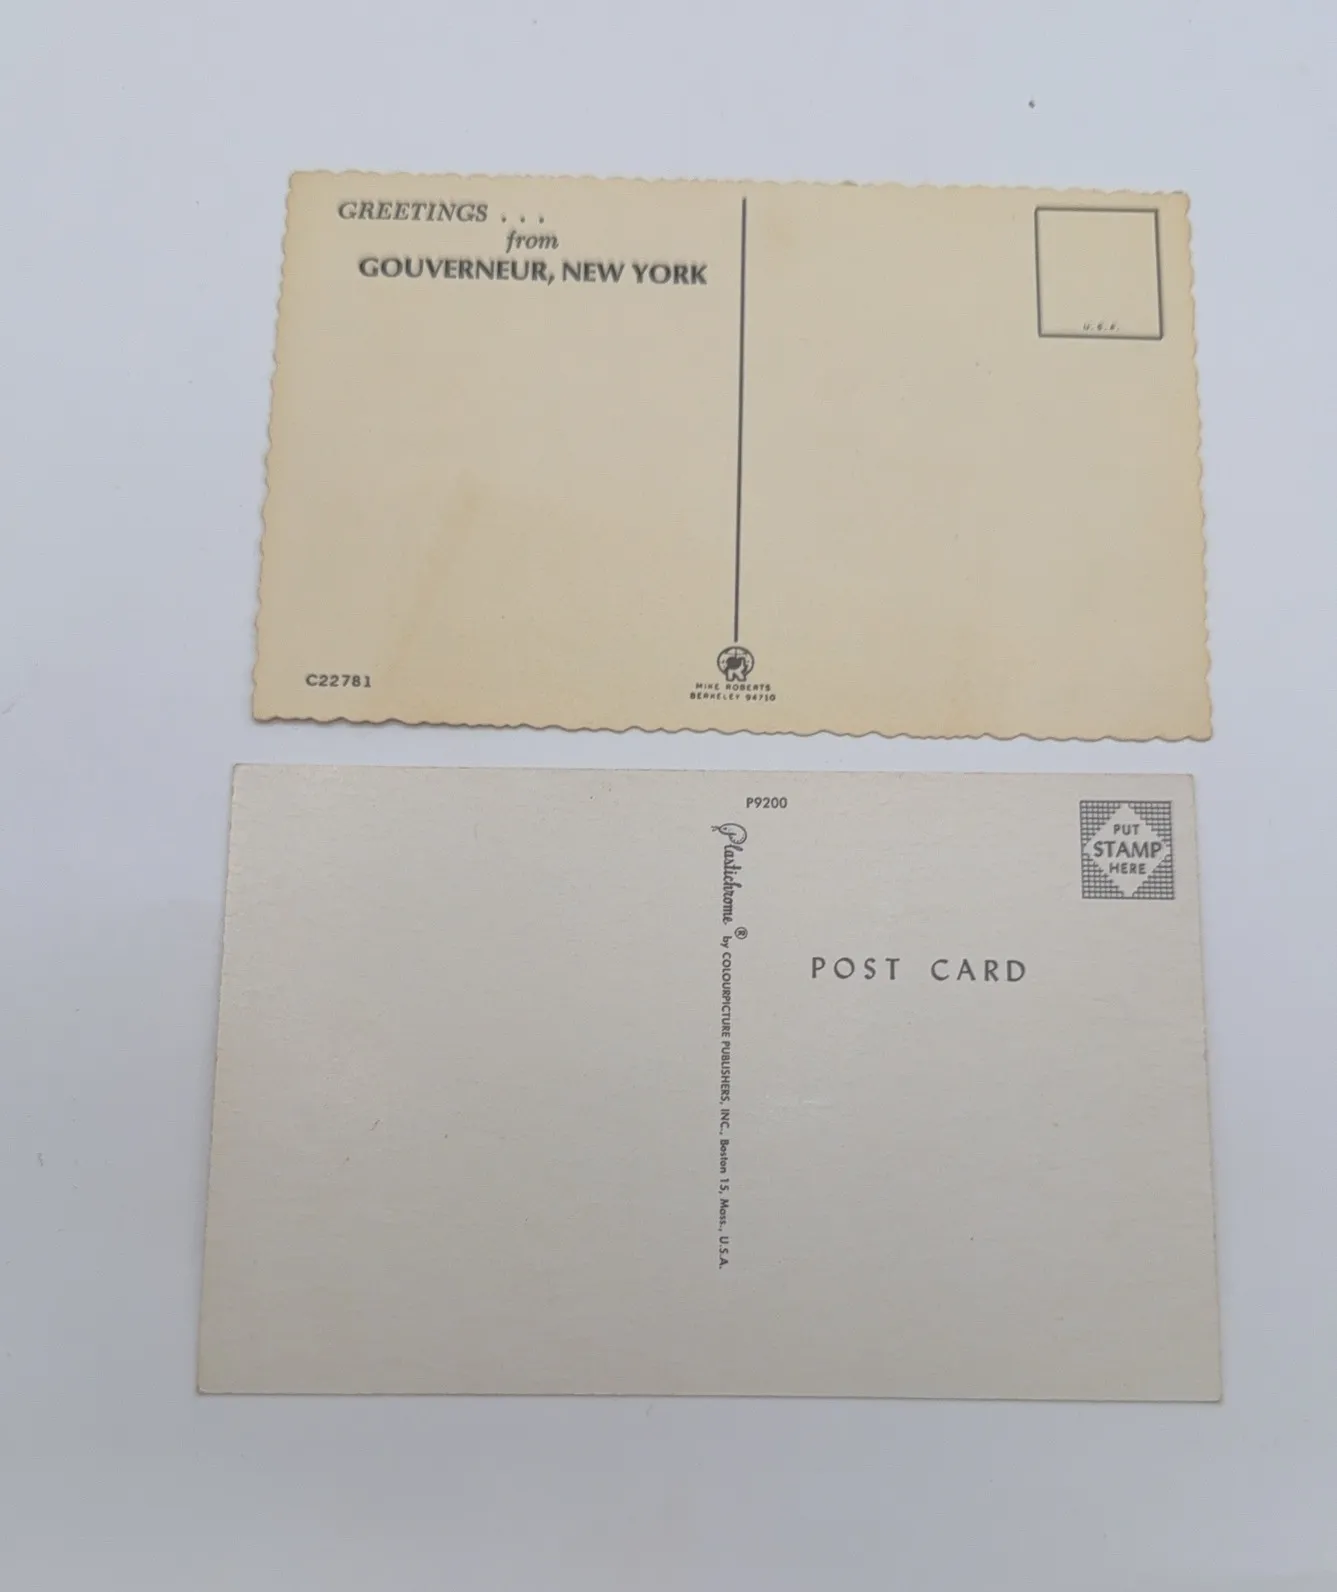 GREETINGS . . .
from
GOUVERNEUR, NEW YORK
U.S.A.
C22781
MIKE ROBERTS
BERKELEY 94710
P9200
Plastichrome ® by COLOURPICTURE PUBLISHERS, INC., Boston 15, Mass., U.S.A.
PUT
STAMP
HERE
POST CARD